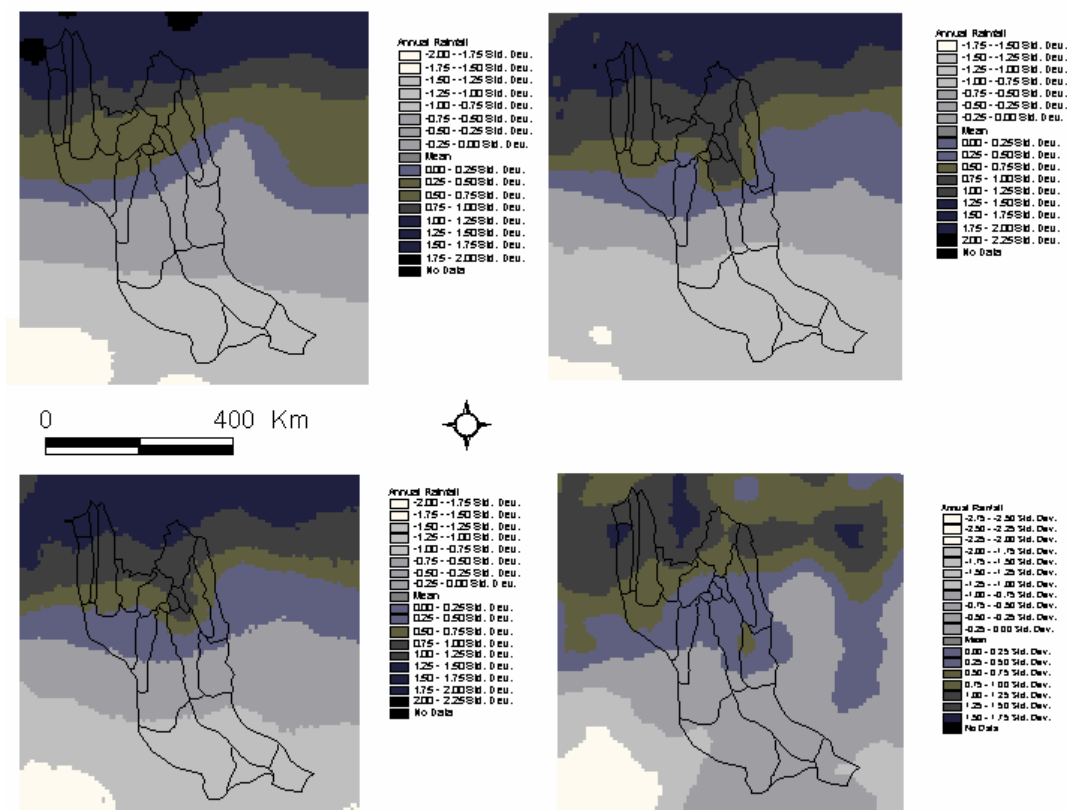 Annual Rainfall
-2.00 - -1.75 Std. Dev.
-1.75 - -1.50 Std. Dev.
-1.50 - -1.25 Std. Dev.
-1.25 - -1.00 Std. Dev.
-1.00 - -0.75 Std. Dev.
-0.75 - -0.50 Std. Dev.
-0.50 - -0.25 Std. Dev.
-0.25 - 0.00 Std. Dev.
Mean
0.00 - 0.25 Std. Dev.
0.25 - 0.50 Std. Dev.
0.50 - 0.75 Std. Dev.
0.75 - 1.00 Std. Dev.
1.00 - 1.25 Std. Dev.
1.25 - 1.50 Std. Dev.
1.50 - 1.75 Std. Dev.
1.75 - 2.00 Std. Dev.
No Data
Annual Rainfall
-1.75 - -1.50 Std. Dev.
-1.50 - -1.25 Std. Dev.
-1.25 - -1.00 Std. Dev.
-1.00 - -0.75 Std. Dev.
-0.75 - -0.50 Std. Dev.
-0.50 - -0.25 Std. Dev.
-0.25 - 0.00 Std. Dev.
Mean
0.00 - 0.25 Std. Dev.
0.25 - 0.50 Std. Dev.
0.50 - 0.75 Std. Dev.
0.75 - 1.00 Std. Dev.
1.00 - 1.25 Std. Dev.
1.25 - 1.50 Std. Dev.
1.50 - 1.75 Std. Dev.
1.75 - 2.00 Std. Dev.
2.00 - 2.25 Std. Dev.
No Data
0 400 Km
Annual Rainfall
-2.00 - -1.75 Std. Dev.
-1.75 - -1.50 Std. Dev.
-1.50 - -1.25 Std. Dev.
-1.25 - -1.00 Std. Dev.
-1.00 - -0.75 Std. Dev.
-0.75 - -0.50 Std. Dev.
-0.50 - -0.25 Std. Dev.
-0.25 - 0.00 Std. Dev.
Mean
0.00 - 0.25 Std. Dev.
0.25 - 0.50 Std. Dev.
0.50 - 0.75 Std. Dev.
0.75 - 1.00 Std. Dev.
1.00 - 1.25 Std. Dev.
1.25 - 1.50 Std. Dev.
1.50 - 1.75 Std. Dev.
1.75 - 2.00 Std. Dev.
2.00 - 2.25 Std. Dev.
No Data
Annual Rainfall
-2.75 - -2.50 Std. Dev.
-2.50 - -2.25 Std. Dev.
-2.25 - -2.00 Std. Dev.
-2.00 - -1.75 Std. Dev.
-1.75 - -1.50 Std. Dev.
-1.50 - -1.25 Std. Dev.
-1.25 - -1.00 Std. Dev.
-1.00 - -0.75 Std. Dev.
-0.75 - -0.50 Std. Dev.
-0.50 - -0.25 Std. Dev.
-0.25 - 0.00 Std. Dev.
Mean
0.00 - 0.25 Std. Dev.
0.25 - 0.50 Std. Dev.
0.50 - 0.75 Std. Dev.
0.75 - 1.00 Std. Dev.
1.00 - 1.25 Std. Dev.
1.25 - 1.50 Std. Dev.
1.50 - 1.75 Std. Dev.
No Data